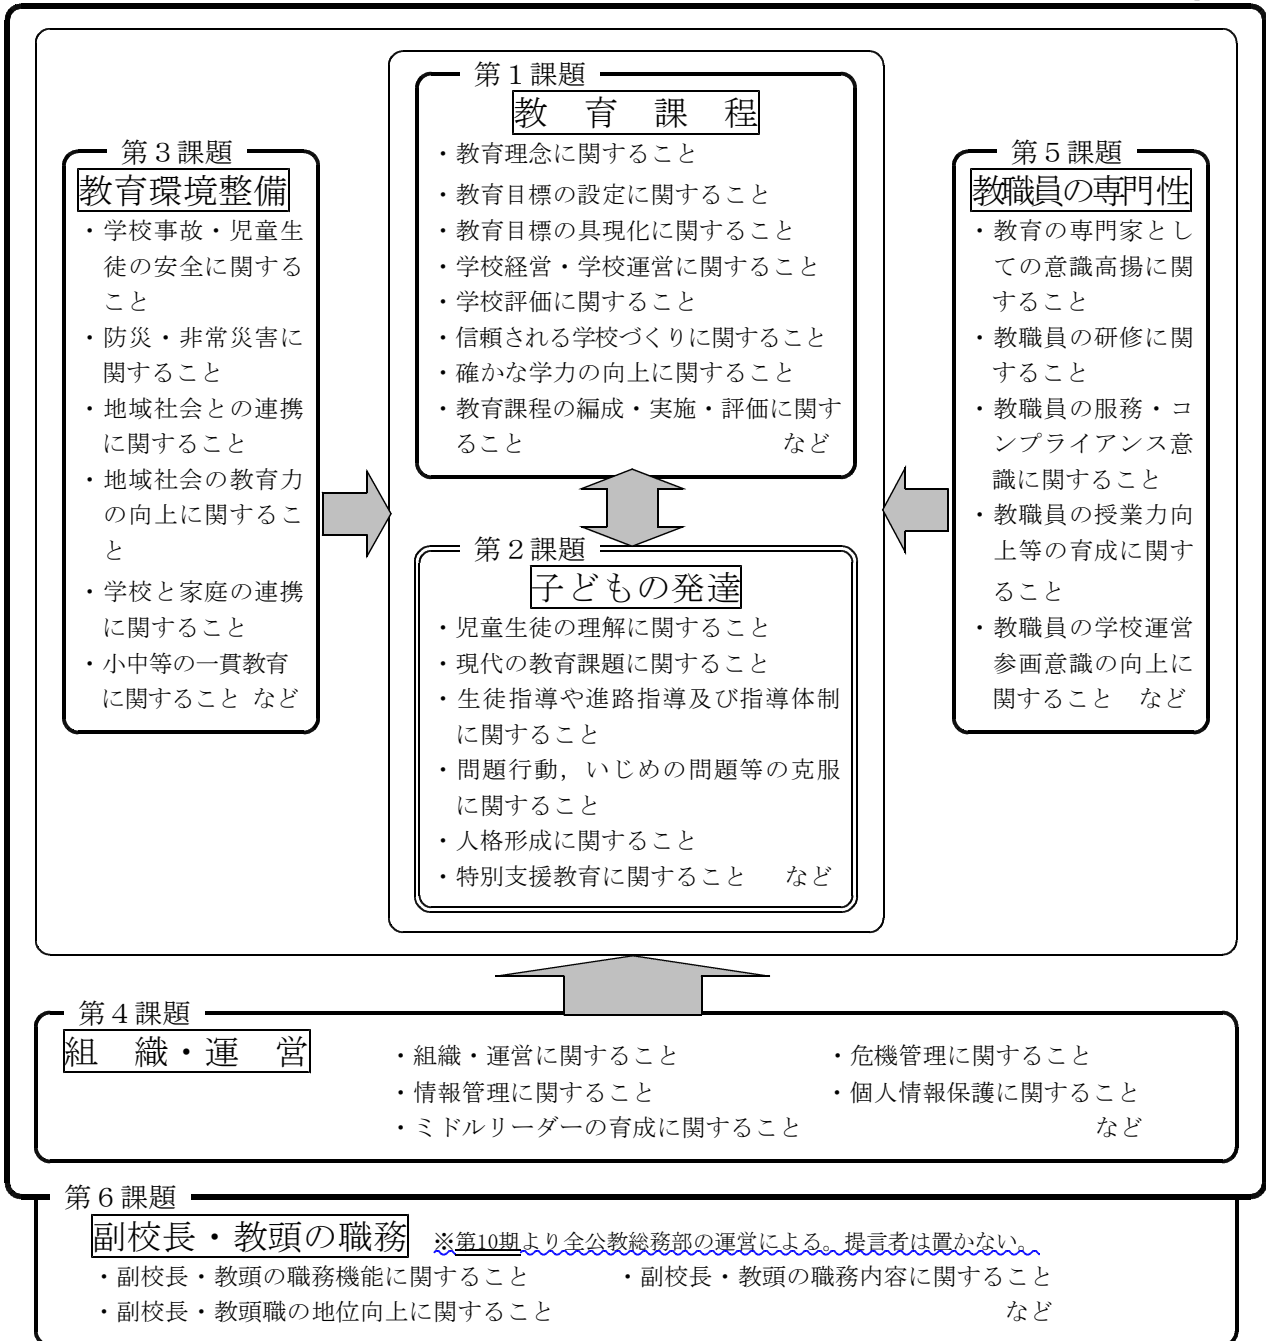 第１課題
教　育　課　程
・教育理念に関すること
・教育目標の設定に関すること
・教育目標の具現化に関すること
・学校経営・学校運営に関すること
・学校評価に関すること
・信頼される学校づくりに関すること
・確かな学力の向上に関すること
・教育課程の編成・実施・評価に関す
ること　など
第３課題
教育環境整備
・学校事故・児童生
徒の安全に関する
こと
・防災・非常災害に
関すること
・地域社会との連携
に関すること
・地域社会の教育力
の向上に関するこ
と
・学校と家庭の連携
に関すること
・小中等の一貫教育
に関すること など
第５課題
教職員の専門性
・教育の専門家とし
ての意識高揚に関
すること
・教職員の研修に関
すること
・教職員の服務・コ
ンプライアンス意
識に関すること
・教職員の授業力向
上等の育成に関す
ること
・教職員の学校運営
参画意識の向上に
関すること　など
第２課題
子どもの発達
・児童生徒の理解に関すること
・現代の教育課題に関すること
・生徒指導や進路指導及び指導体制
に関すること
・問題行動，いじめの問題等の克服
に関すること
・人格形成に関すること
・特別支援教育に関すること　など
第４課題
組　織・運　営
・組織・運営に関すること　・危機管理に関すること
・情報管理に関すること　・個人情報保護に関すること
・ミドルリーダーの育成に関すること　など
第６課題
副校長・教頭の職務　※第10期より全公教総務部の運営による。提言者は置かない。
・副校長・教頭の職務機能に関すること　・副校長・教頭の職務内容に関すること
・副校長・教頭職の地位向上に関すること　など